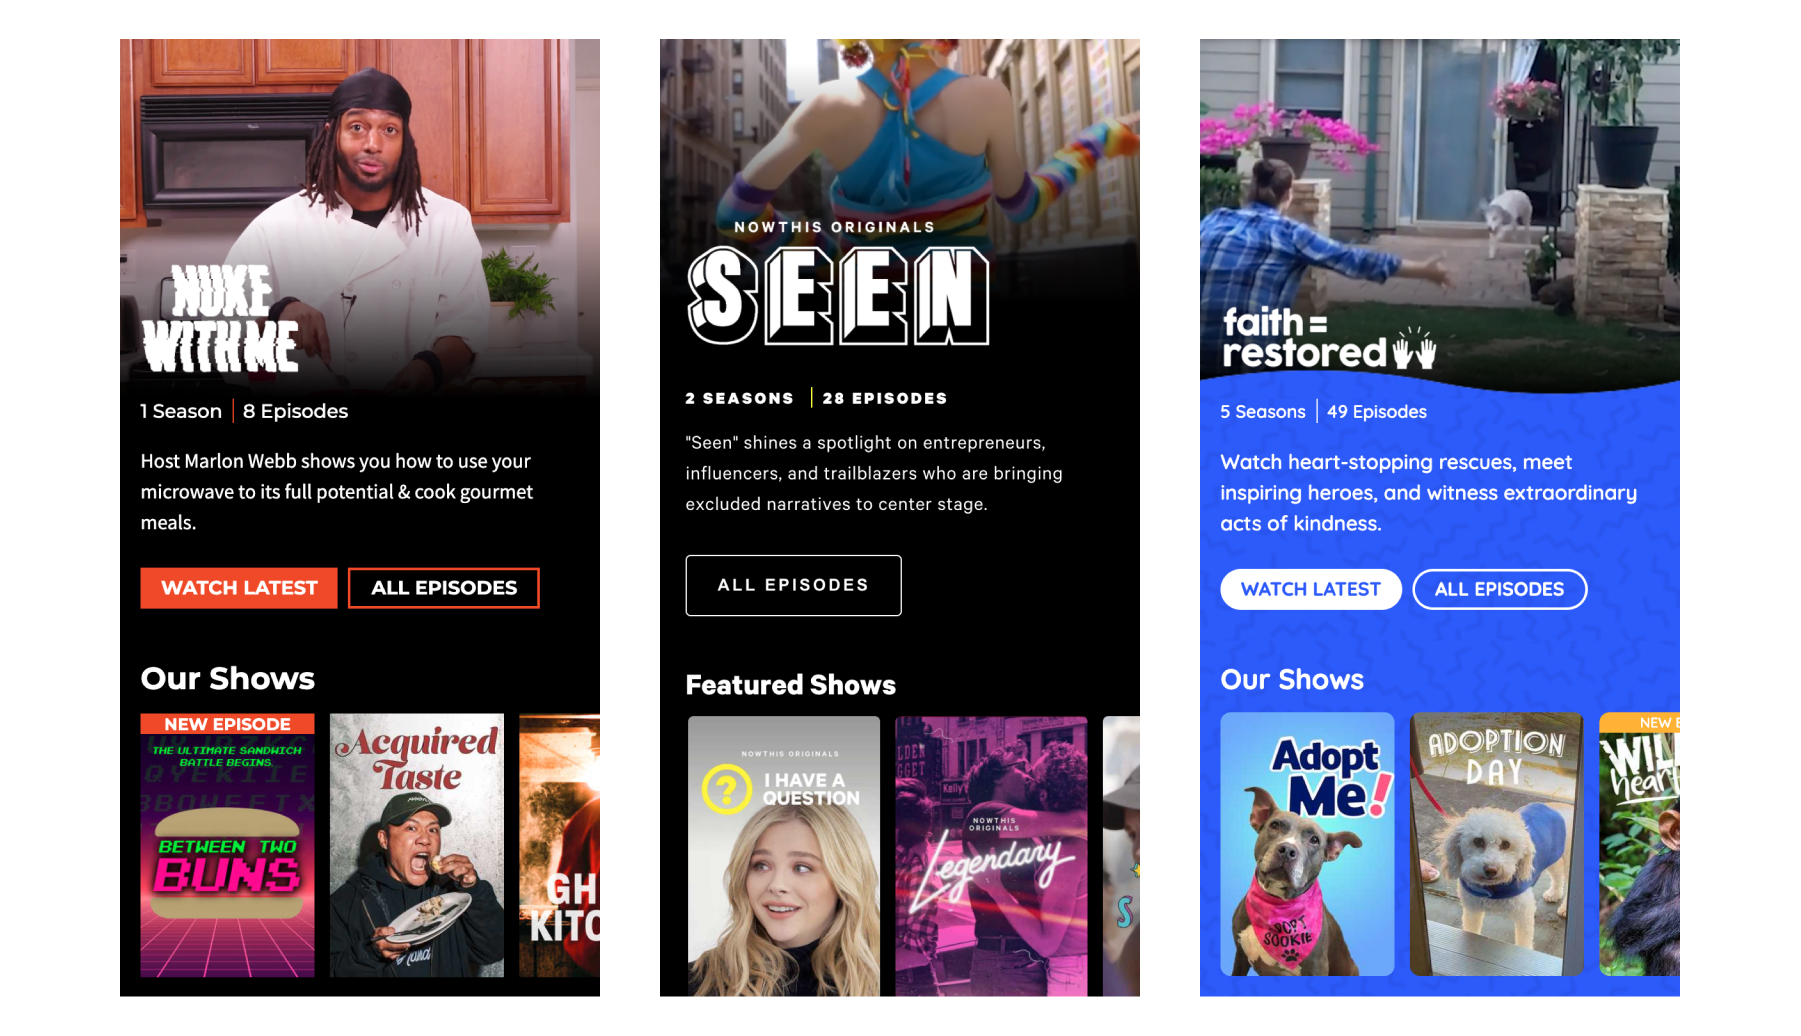 NUKE
WITH ME
1 Season | 8 Episodes
Host Marlon Webb shows you how to use your
microwave to its full potential & cook gourmet
meals.
WATCH LATEST
ALL EPISODES
Our Shows
NEW EPISODE
THE ULTIMATE SANDWICH
BATTLE BEGINS
BETWEEN TWO
BUNS
Acquired
Taste
GH
KITC
NOWTHIS ORIGINALS
SEEN
2 SEASONS | 28 EPISODES
"Seen" shines a spotlight on entrepreneurs,
influencers, and trailblazers who are bringing
excluded narratives to center stage.
ALL EPISODES
Featured Shows
NOWTHIS ORIGINALS
?
I HAVE A
QUESTION
Kelly's
NOWTHIS
ORIGINALS
Legendary
S
faith =
restored
5 Seasons | 49 Episodes
Watch heart-stopping rescues, meet
inspiring heroes, and witness extraordinary
acts of kindness.
WATCH LATEST
ALL EPISODES
Our Shows
Adopt
Me!
ADOPT
SOOKIE
ADOPTION
DAY
NEW E
WIL
heart